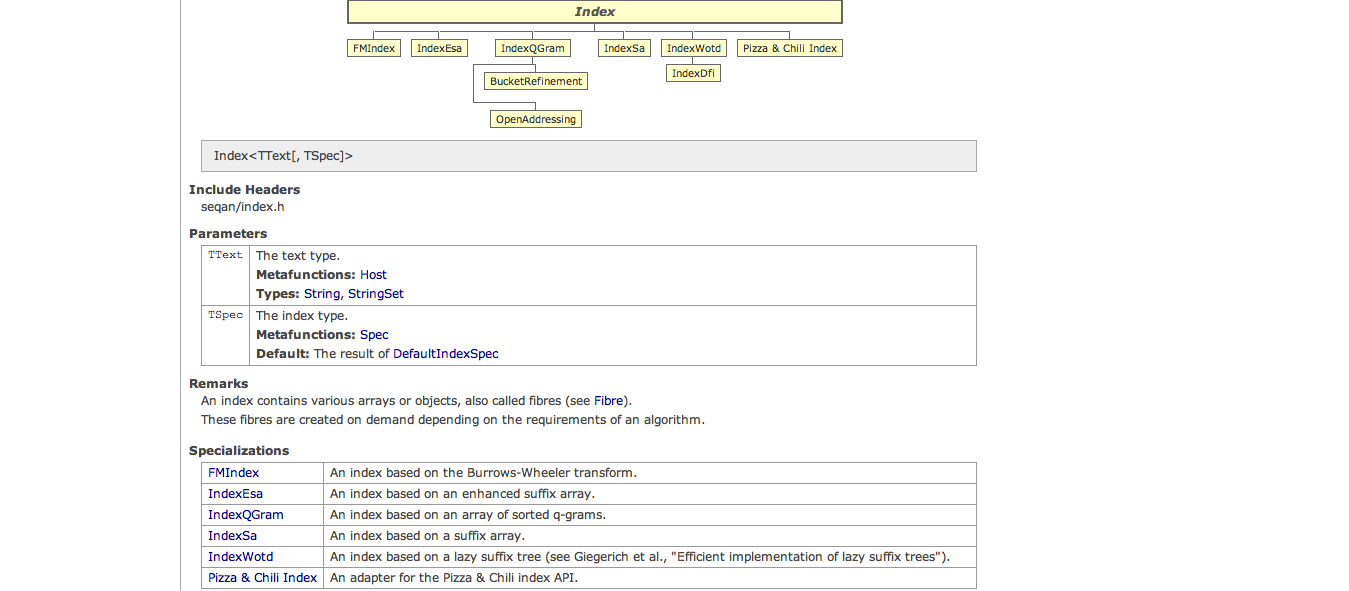 Index
FMIndex IndexEsa IndexQGram IndexSa IndexWotd Pizza & Chili Index
IndexDfi
BucketRefinement
OpenAddressing
Index<TText[, TSpec]>
Include Headers
seqan/index.h
Parameters
TText The text type.
Metafunctions: Host
Types: String, StringSet
TSpec The index type.
Metafunctions: Spec
Default: The result of DefaultIndexSpec
Remarks
An index contains various arrays or objects, also called fibres (see Fibre).
These fibres are created on demand depending on the requirements of an algorithm.
Specializations
FMIndex An index based on the Burrows-Wheeler transform.
IndexEsa An index based on an enhanced suffix array.
IndexQGram An index based on an array of sorted q-grams.
IndexSa An index based on a suffix array.
IndexWotd An index based on a lazy suffix tree (see Giegerich et al., "Efficient implementation of lazy suffix trees").
Pizza & Chili Index An adapter for the Pizza & Chili index API.